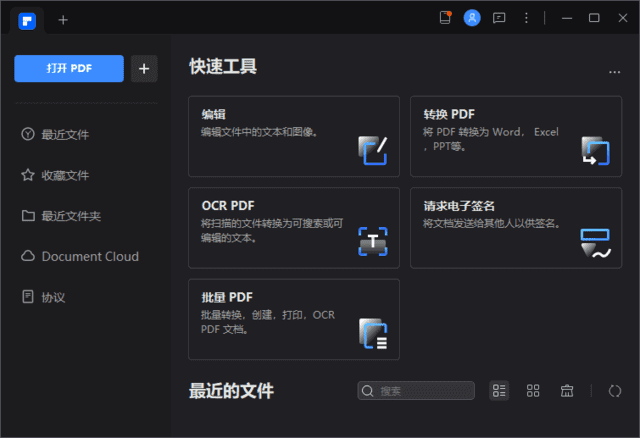 打开 PDF
最近文件
收藏文件
最近文件夹
Document Cloud
协议
快速工具
编辑
编辑文件中的文本和图像。
转换 PDF
将 PDF 转换为 Word， Excel
，PPT等。
OCR PDF
将扫描的文件转换为可搜索或可
编辑的文本。
请求电子签名
将文档发送给其他人以供签名。
批量 PDF
批量转换，创建，打印，OCR
PDF 文档。
最近的文件
搜索